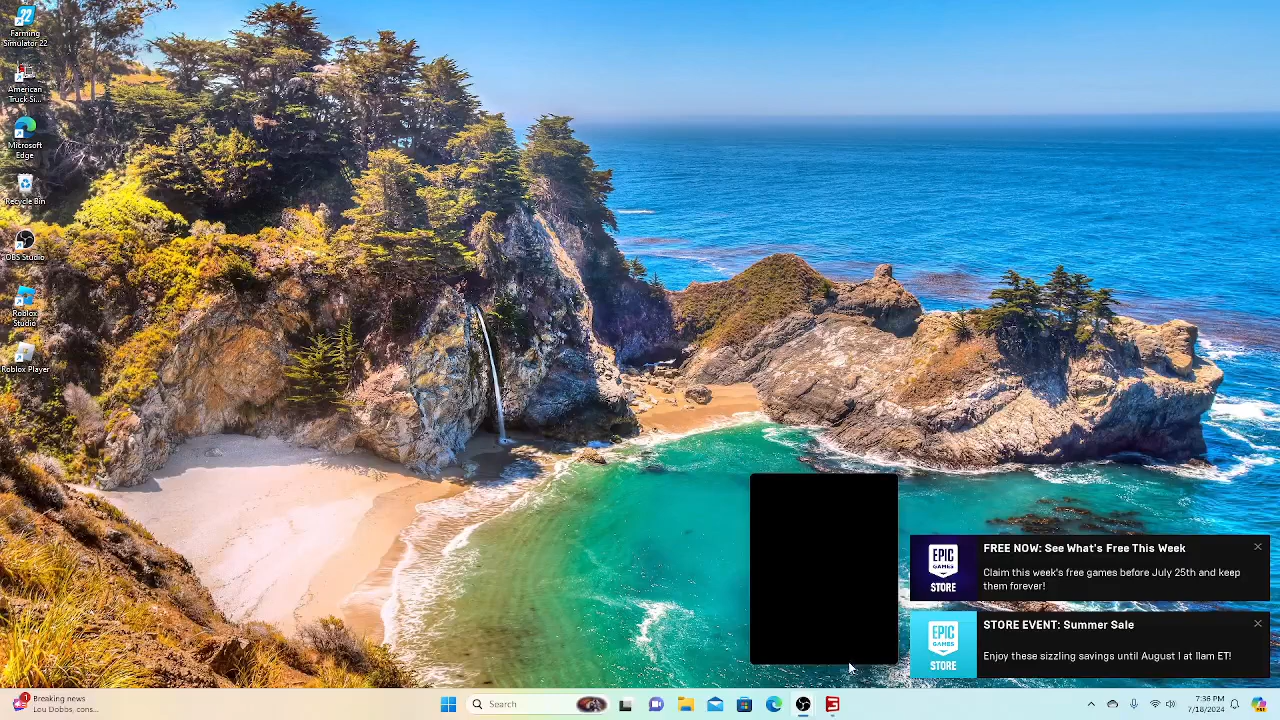 Farming
Simulator 22
American
Truck Si...
Microsoft
Edge
Recycle Bin
OBS Studio
Roblox
Studio
Roblox Player
EPIC
GAMES
STORE
FREE NOW: See What's Free This Week
Claim this week's free games before July 25th and keep
them forever!
EPIC
GAMES
STORE
STORE EVENT: Summer Sale
Enjoy these sizzling savings until August 1 at 11am ET!
Breaking news
Lou Dobbs, cons...
Search
7:36 PM
7/18/2024